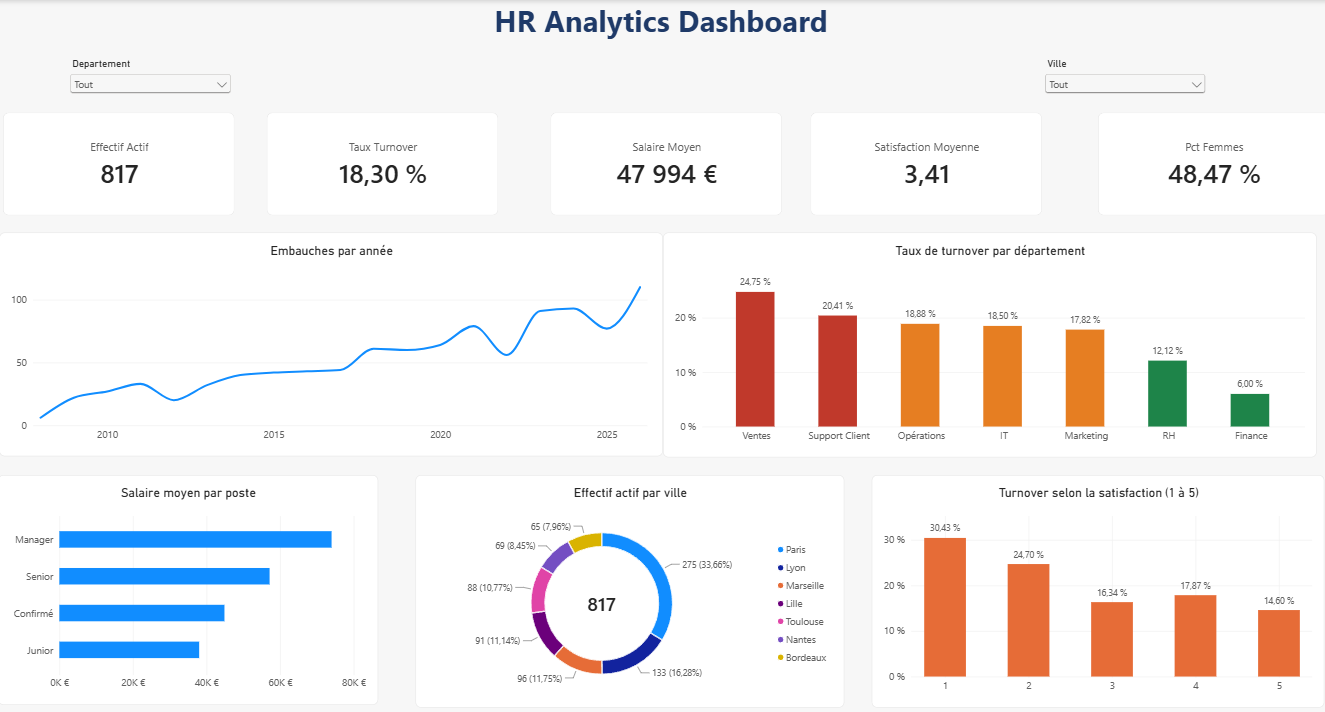 HR Analytics Dashboard
Departement
Tout
Ville
Tout
Effectif Actif
817
Taux Turnover
18,30 %
Salaire Moyen
47 994 €
Satisfaction Moyenne
3,41
Pct Femmes
48,47 %
Embauches par année
100
50
0
2010
2015
2020
2025
Taux de turnover par département
20 %
10 %
0 %
24,75 %
20,41 %
18,88 %
18,50 %
17,82 %
12,12 %
6,00 %
Ventes
Support Client
Opérations
IT
Marketing
RH
Finance
Salaire moyen par poste
Manager
Senior
Confirmé
Junior
0K €
20K €
40K €
60K €
80K €
Effectif actif par ville
65 (7,96%)
69 (8,45%)
88 (10,77%)
91 (11,14%)
96 (11,75%)
133 (16,28%)
275 (33,66%)
817
Paris
Lyon
Marseille
Lille
Toulouse
Nantes
Bordeaux
Turnover selon la satisfaction (1 à 5)
30 %
20 %
10 %
0 %
30,43 %
24,70 %
16,34 %
17,87 %
14,60 %
1
2
3
4
5